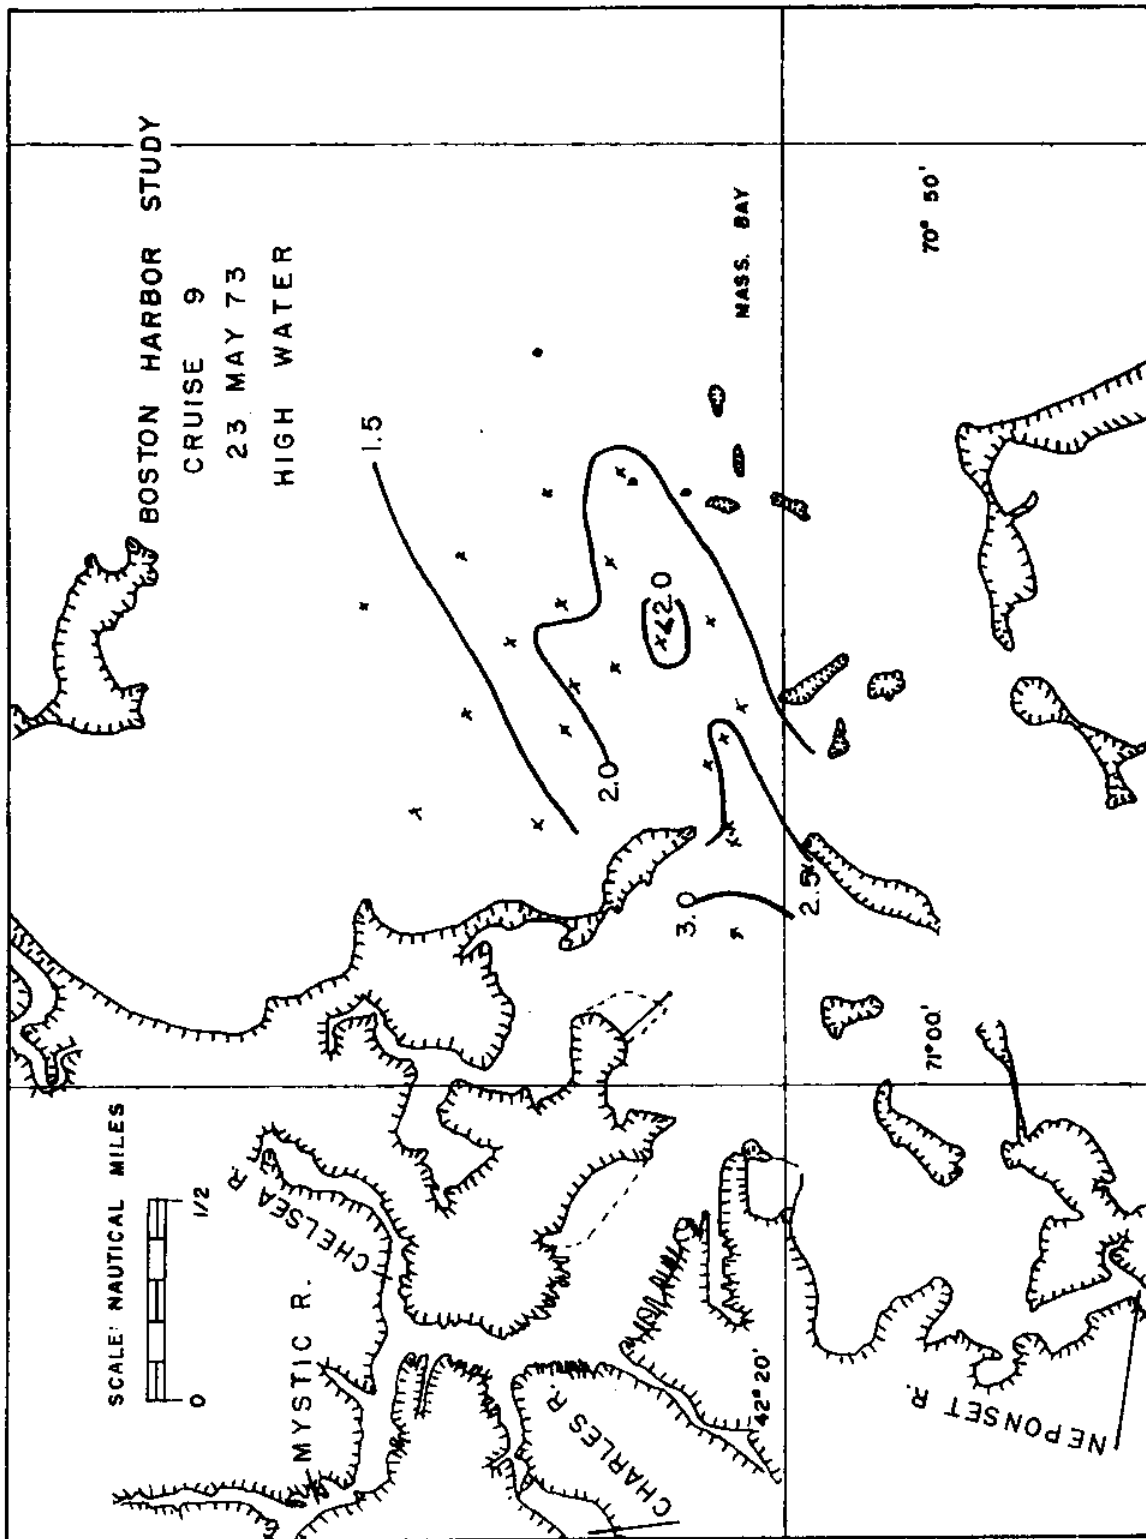 BOSTON HARBOR STUDY
CRUISE 9
23 MAY 73
HIGH WATER
SCALE: NAUTICAL MILES
0
1/2
MYSTIC R.
CHELSEA R.
CHARLES R.
NEPONSET R.
MASS. BAY
42° 20'
71° 00'
70° 50'
1.5
2.0
<2.0
2.5
3.0